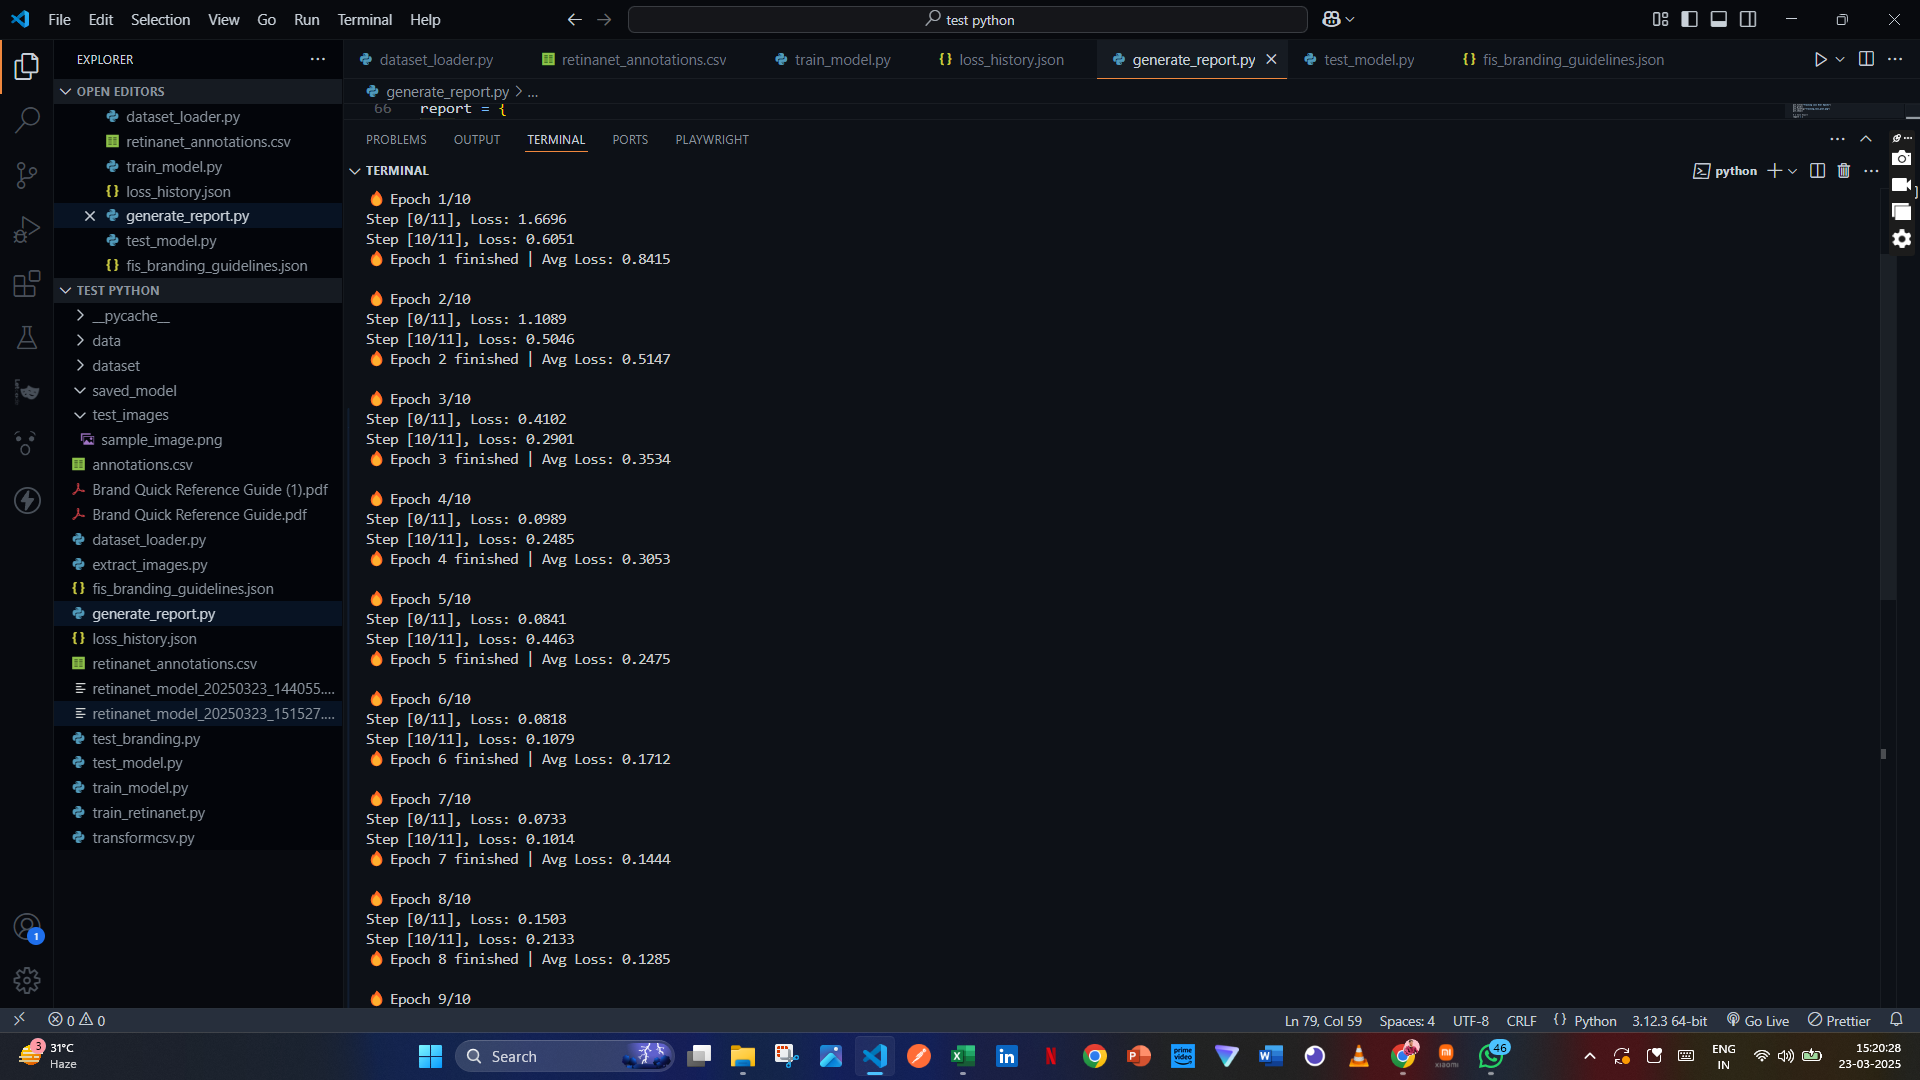 File Edit Selection View Go Run Terminal Help
test python
EXPLORER
OPEN EDITORS
dataset_loader.py
retinanet_annotations.csv
train_model.py
loss_history.json
generate_report.py
test_model.py
fis_branding_guidelines.json
TEST PYTHON
__pycache__
data
dataset
saved_model
test_images
sample_image.png
annotations.csv
Brand Quick Reference Guide (1).pdf
Brand Quick Reference Guide.pdf
dataset_loader.py
extract_images.py
fis_branding_guidelines.json
generate_report.py
loss_history.json
retinanet_annotations.csv
retinanet_model_20250323_144055....
retinanet_model_20250323_151527....
test_branding.py
test_model.py
train_model.py
train_retinanet.py
transformcsv.py
1
dataset_loader.py retinanet_annotations.csv train_model.py loss_history.json generate_report.py test_model.py fis_branding_guidelines.json
generate_report.py > ...
66 report = {
PROBLEMS OUTPUT TERMINAL PORTS PLAYWRIGHT
TERMINAL
python
🔥 Epoch 1/10
Step [0/11], Loss: 1.6696
Step [10/11], Loss: 0.6051
🔥 Epoch 1 finished | Avg Loss: 0.8415
🔥 Epoch 2/10
Step [0/11], Loss: 1.1089
Step [10/11], Loss: 0.5046
🔥 Epoch 2 finished | Avg Loss: 0.5147
🔥 Epoch 3/10
Step [0/11], Loss: 0.4102
Step [10/11], Loss: 0.2901
🔥 Epoch 3 finished | Avg Loss: 0.3534
🔥 Epoch 4/10
Step [0/11], Loss: 0.0989
Step [10/11], Loss: 0.2485
🔥 Epoch 4 finished | Avg Loss: 0.3053
🔥 Epoch 5/10
Step [0/11], Loss: 0.0841
Step [10/11], Loss: 0.4463
🔥 Epoch 5 finished | Avg Loss: 0.2475
🔥 Epoch 6/10
Step [0/11], Loss: 0.0818
Step [10/11], Loss: 0.1079
🔥 Epoch 6 finished | Avg Loss: 0.1712
🔥 Epoch 7/10
Step [0/11], Loss: 0.0733
Step [10/11], Loss: 0.1014
🔥 Epoch 7 finished | Avg Loss: 0.1444
🔥 Epoch 8/10
Step [0/11], Loss: 0.1503
Step [10/11], Loss: 0.2133
🔥 Epoch 8 finished | Avg Loss: 0.1285
🔥 Epoch 9/10
0 0 Ln 79, Col 59 Spaces: 4 UTF-8 CRLF {} Python 3.12.3 64-bit Go Live Prettier
3 31°C
Haze
Search
prime video
xiaomi
46
ENG
IN
15:20:28
23-03-2025